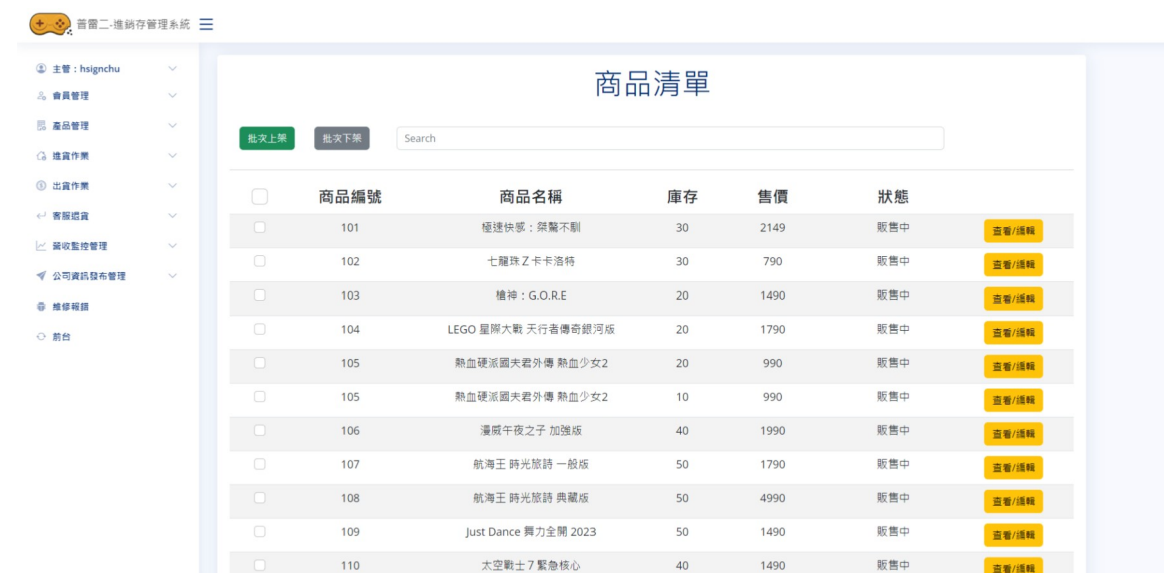 普雷二-進銷存管理系統
主管：hsignchu
會員管理
產品管理
進貨作業
出貨作業
客服退貨
營收監控管理
公司資訊發布管理
維修報錯
前台
商品清單
批次上架 批次下架 Search
商品編號 商品名稱 庫存 售價 狀態
101 極速快感：桀驁不馴 30 2149 販售中 查看/編輯
102 七龍珠 Z 卡卡洛特 30 790 販售中 查看/編輯
103 槍神：G.O.R.E 20 1490 販售中 查看/編輯
104 LEGO 星際大戰 天行者傳奇銀河版 20 1790 販售中 查看/編輯
105 熱血硬派國夫君外傳 熱血少女2 20 990 販售中 查看/編輯
105 熱血硬派國夫君外傳 熱血少女2 10 990 販售中 查看/編輯
106 漫威午夜之子 加強版 40 1990 販售中 查看/編輯
107 航海王 時光旅詩 一般版 50 1790 販售中 查看/編輯
108 航海王 時光旅詩 典藏版 50 4990 販售中 查看/編輯
109 Just Dance 舞力全開 2023 50 1490 販售中 查看/編輯
110 太空戰士 7 緊急核心 40 1490 販售中 查看/編輯